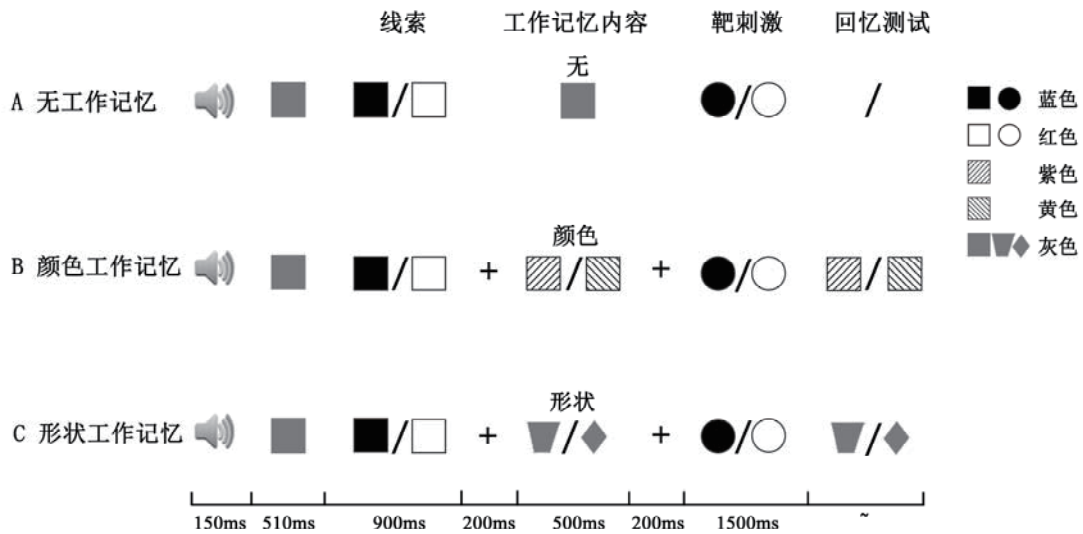 线索 工作记忆内容 靶刺激 回忆测试
无
A 无工作记忆 / / /
蓝色
红色
紫色
黄色
灰色
颜色
B 颜色工作记忆 / + / + / /
形状
C 形状工作记忆 / + / + / /
150ms 510ms 900ms 200ms 500ms 200ms 1500ms ~